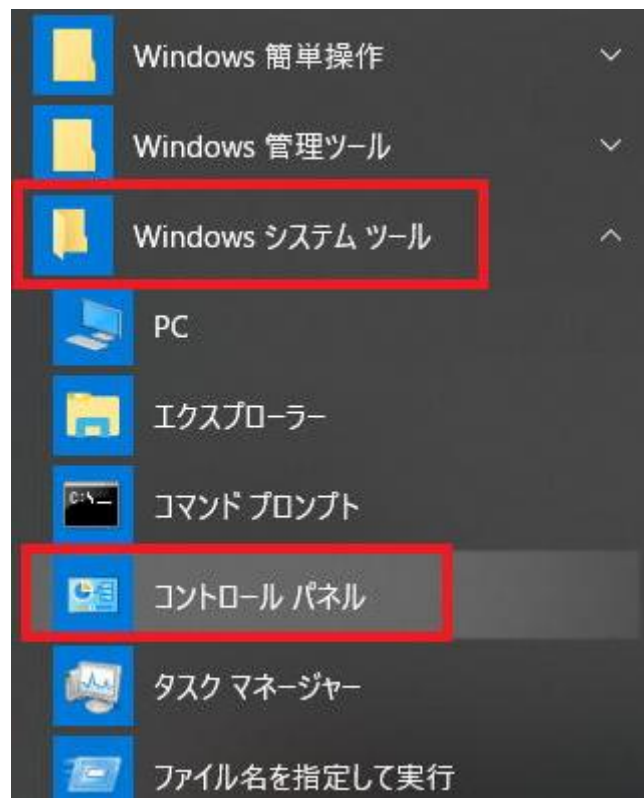 Windows 簡単操作
Windows 管理ツール
Windows システム ツール
PC
エクスプローラー
C:\_
コマンド プロンプト
コントロール パネル
タスク マネージャー
ファイル名を指定して実行